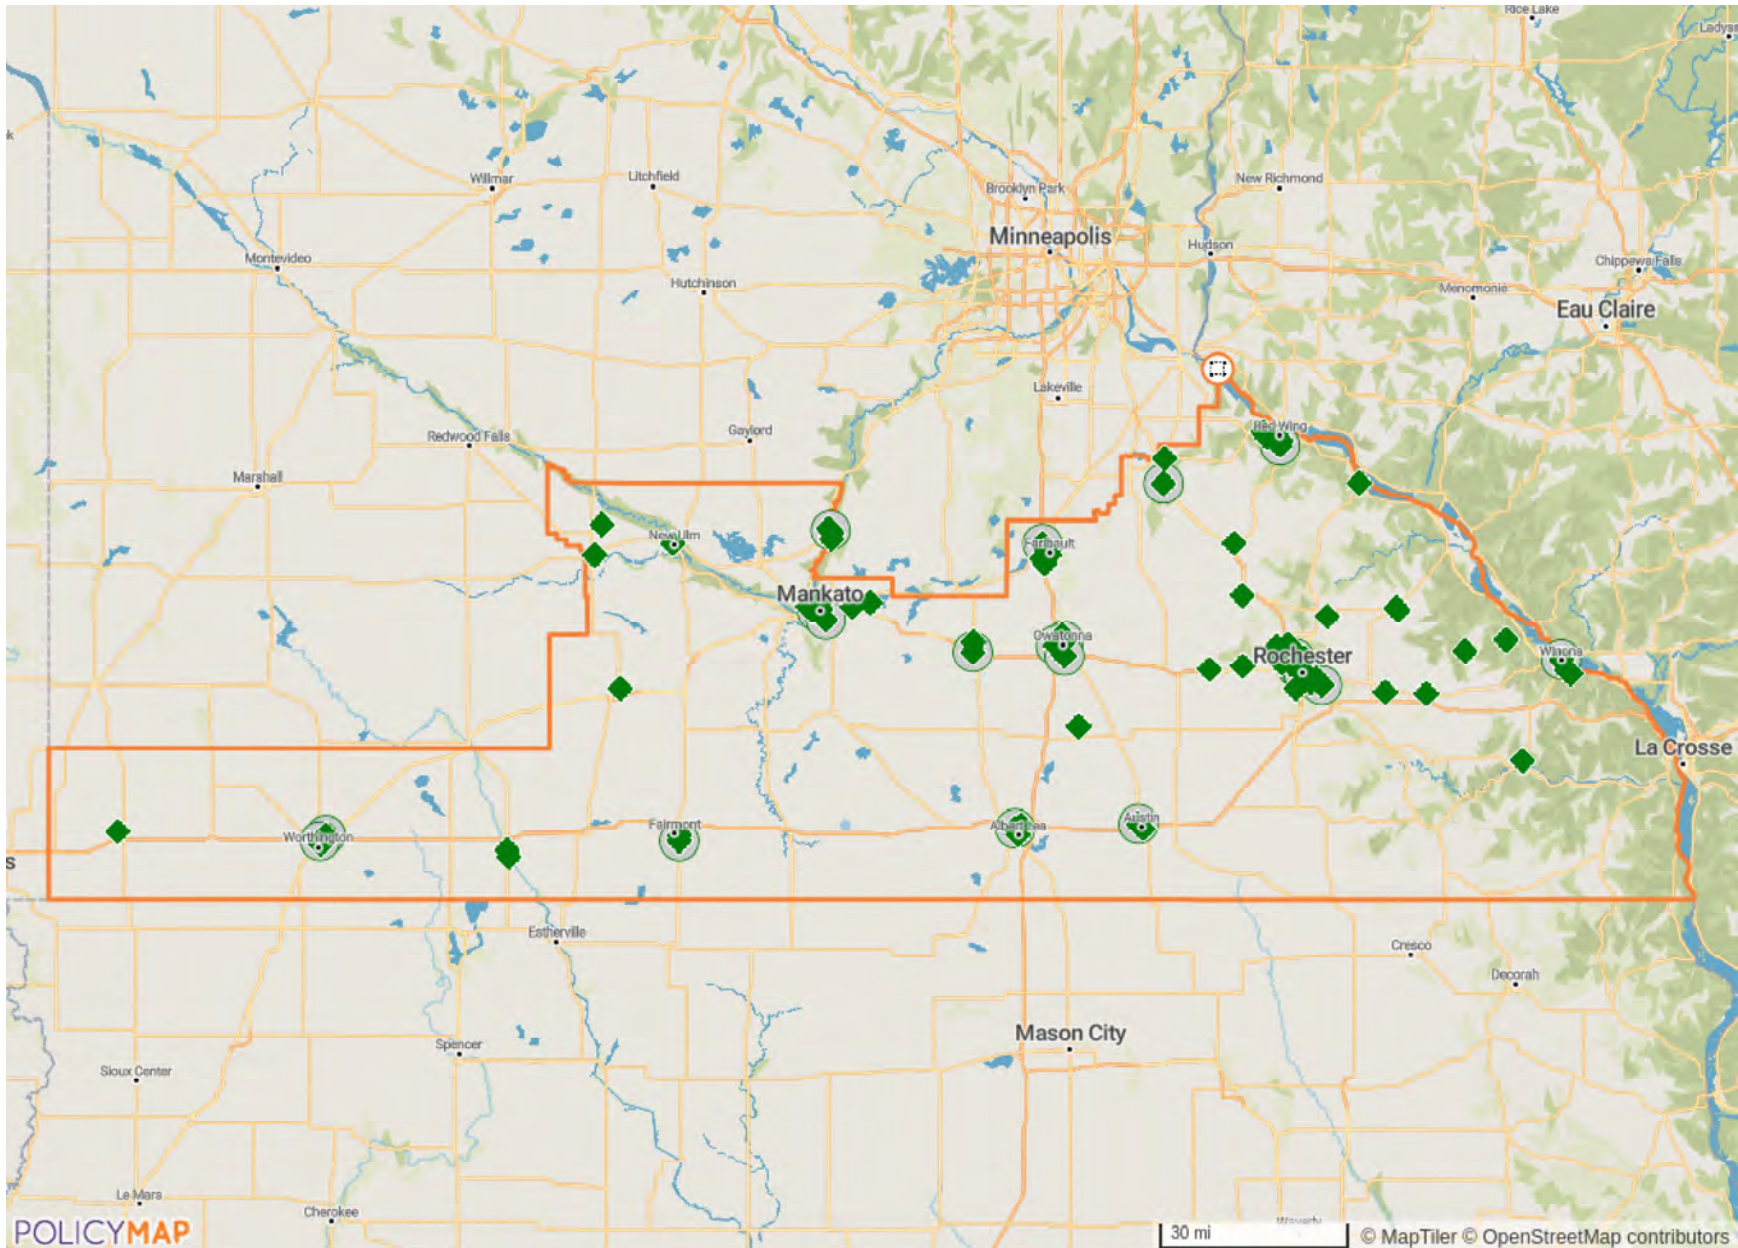 Rice Lake
Willmar
Litchfield
Brooklyn Park
New Richmond
Minneapolis
Hudson
Montevideo
Chippewa Falls
Hutchinson
Menomonie
Eau Claire
Lakeville
Redwood Falls
Gaylord
Red Wing
Marshall
New Ulm
Faribault
Mankato
Owatonna
Rochester
Winona
La Crosse
Worthington
Fairmont
Albert Lea
Austin
s
Estherville
Cresco
Decorah
Mason City
Spencer
Sioux Center
Le Mars
Cherokee
Waverly
POLICYMAP
30 mi
© MapTiler © OpenStreetMap contributors